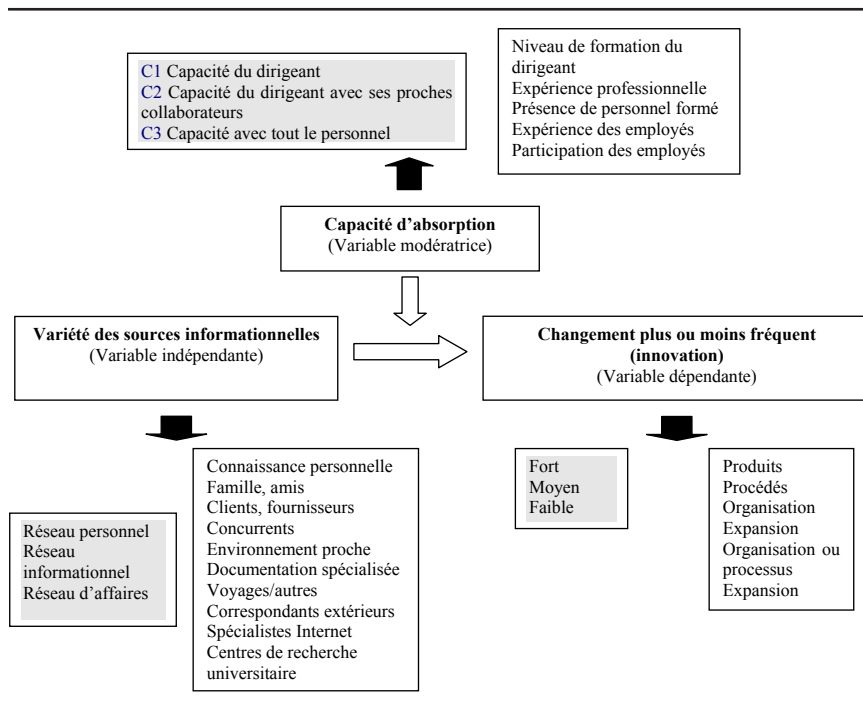 C1 Capacité du dirigeant
C2 Capacité du dirigeant avec ses proches
collaborateurs
C3 Capacité avec tout le personnel
Niveau de formation du
dirigeant
Expérience professionnelle
Présence de personnel formé
Expérience des employés
Participation des employés
Capacité d’absorption
(Variable modératrice)
Variété des sources informationnelles
(Variable indépendante)
Changement plus ou moins fréquent
(innovation)
(Variable dépendante)
Réseau personnel
Réseau
informationnel
Réseau d’affaires
Connaissance personnelle
Famille, amis
Clients, fournisseurs
Concurrents
Environnement proche
Documentation spécialisée
Voyages/autres
Correspondants extérieurs
Spécialistes Internet
Centres de recherche
universitaire
Fort
Moyen
Faible
Produits
Procédés
Organisation
Expansion
Organisation ou
processus
Expansion